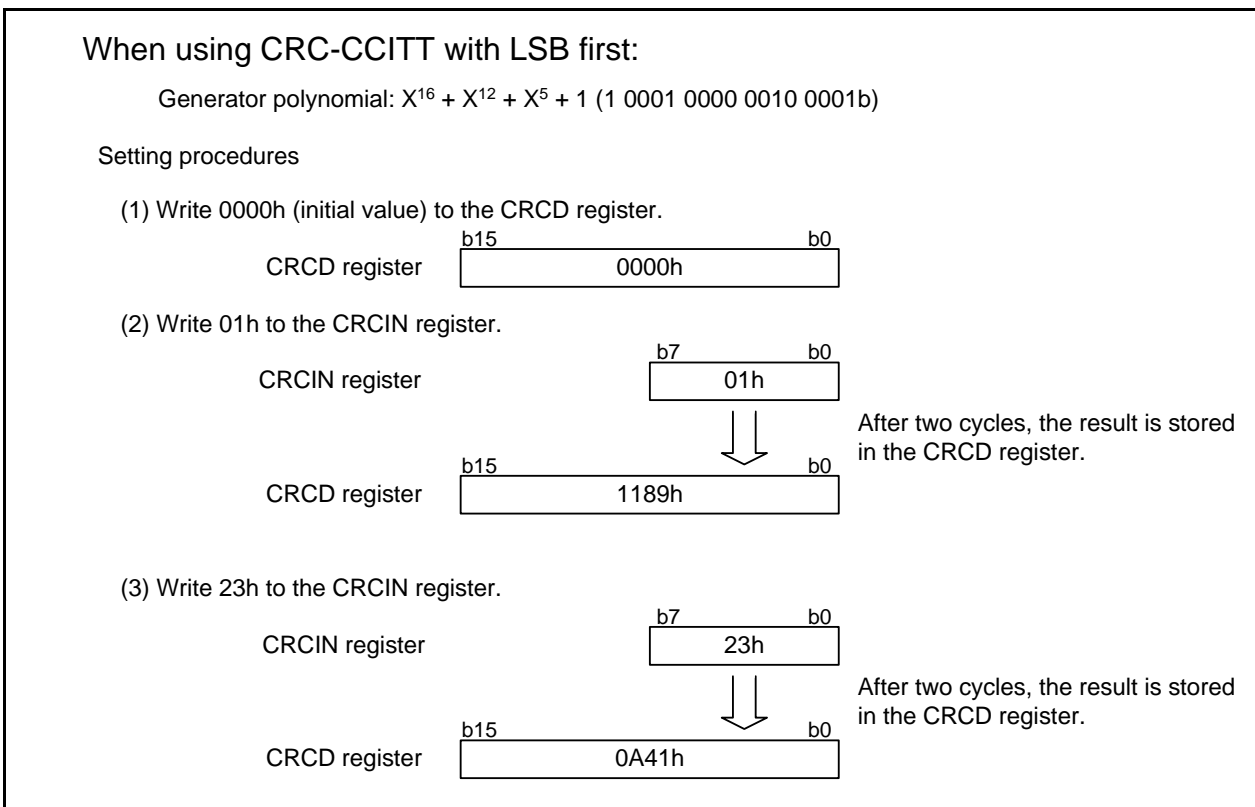 When using CRC-CCITT with LSB first:
Generator polynomial: X¹⁶ + X¹² + X⁵ + 1 (1 0001 0000 0010 0001b)
Setting procedures
(1) Write 0000h (initial value) to the CRCD register.
b15 b0
CRCD register 0000h
(2) Write 01h to the CRCIN register.
b7 b0
CRCIN register 01h
After two cycles, the result is stored
in the CRCD register.
b15 b0
CRCD register 1189h
(3) Write 23h to the CRCIN register.
b7 b0
CRCIN register 23h
After two cycles, the result is stored
in the CRCD register.
b15 b0
CRCD register 0A41h